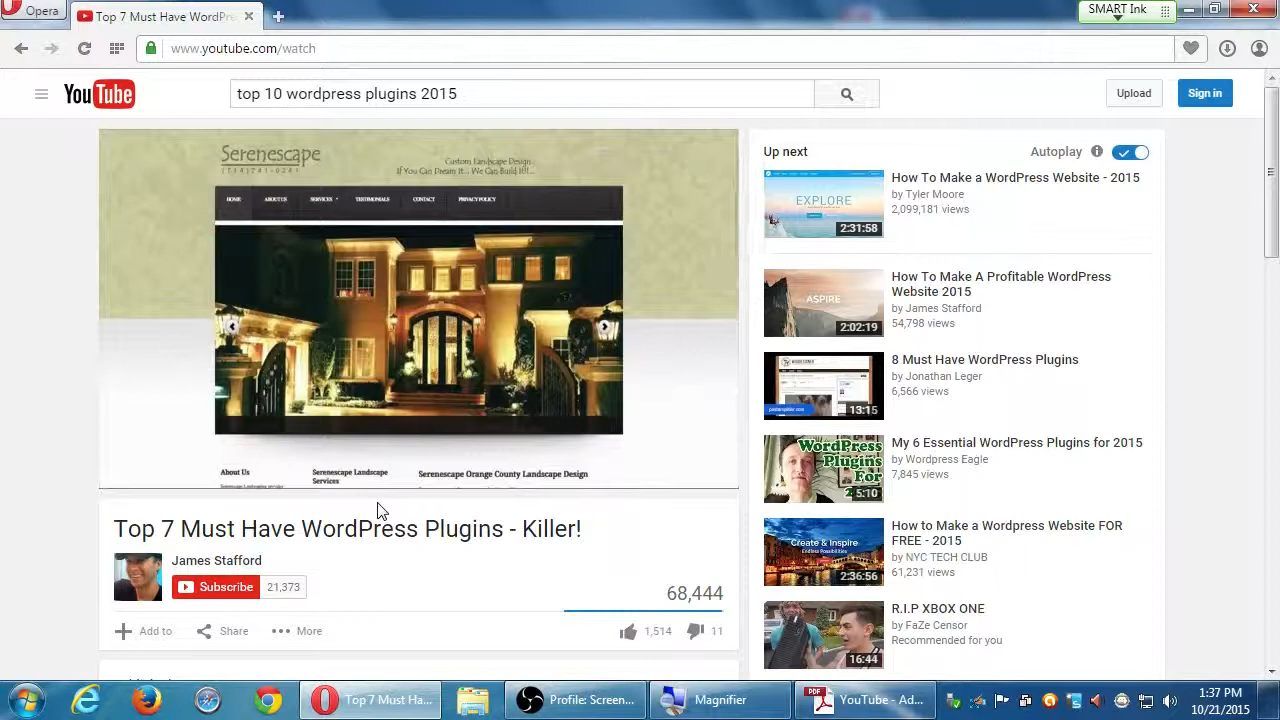 Opera
Top 7 Must Have WordPre
SMART Ink
www.youtube.com/watch
YouTube
top 10 wordpress plugins 2015
Upload
Sign in
Serenescape
(714)241-0241
Custom Landscape Design...
If You Can Dream It... We Can Build It!...
HOME
ABOUT US
SERVICES
TESTIMONIALS
CONTACT
PRIVACY POLICY
About Us
Serenescape Landscape
Services
Serenescape Orange County Landscape Design
Top 7 Must Have WordPress Plugins - Killer!
James Stafford
Subscribe
21,373
68,444
Add to
Share
More
1,514
11
Up next
Autoplay
EXPLORE
2:31:58
How To Make a WordPress Website - 2015
by Tyler Moore
2,099,181 views
ASPIRE
2:02:19
How To Make A Profitable WordPress
Website 2015
by James Stafford
54,798 views
13:15
8 Must Have WordPress Plugins
by Jonathan Leger
6,566 views
WordPress
Plugins
For
5:10
My 6 Essential WordPress Plugins for 2015
by Wordpress Eagle
7,845 views
Create & Inspire
Endless Possibilities
2:36:56
How to Make a Wordpress Website FOR
FREE - 2015
by NYC TECH CLUB
61,231 views
16:44
R.I.P XBOX ONE
by FaZe Censor
Recommended for you
Top 7 Must Ha...
Profile: Screen...
Magnifier
PDF
YouTube - Ad...
1:37 PM
10/21/2015